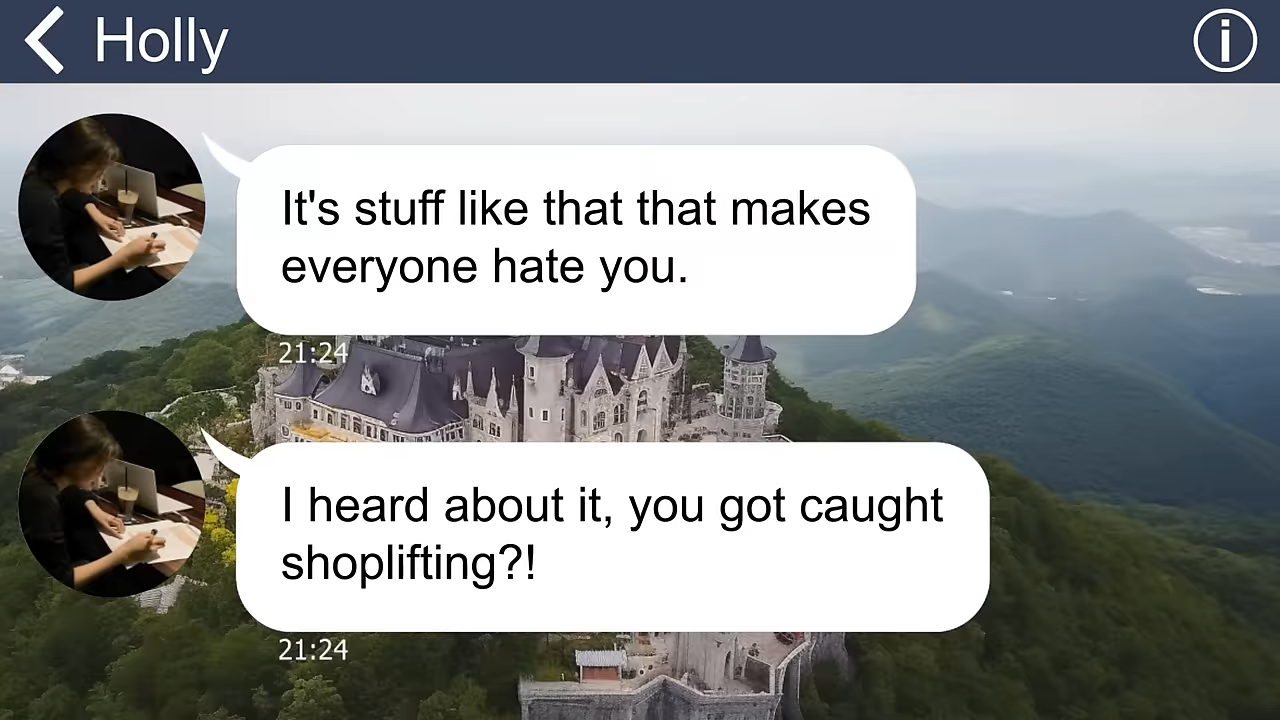 Holly
It's stuff like that that makes
everyone hate you.
21:24
I heard about it, you got caught
shoplifting?!
21:24